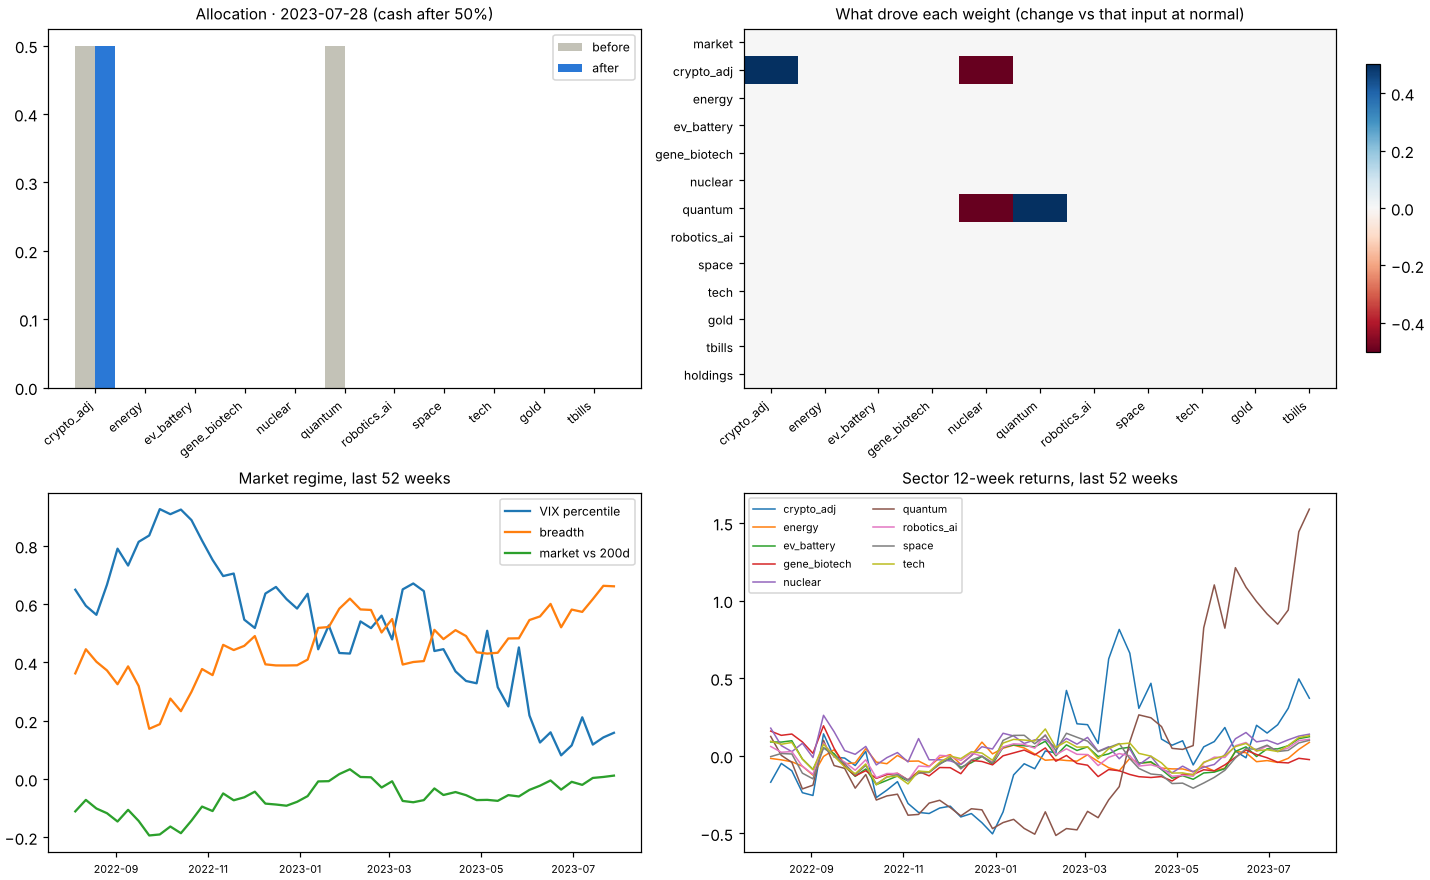 Allocation · 2023-07-28 (cash after 50%)
before
after
0.5
0.4
0.3
0.2
0.1
0.0
crypto_adj
energy
ev_battery
gene_biotech
nuclear
quantum
robotics_ai
space
tech
gold
tbills
What drove each weight (change vs that input at normal)
market
crypto_adj
energy
ev_battery
gene_biotech
nuclear
quantum
robotics_ai
space
tech
gold
tbills
holdings
crypto_adj
energy
ev_battery
gene_biotech
nuclear
quantum
robotics_ai
space
tech
gold
tbills
0.4
0.2
0.0
−0.2
−0.4
Market regime, last 52 weeks
VIX percentile
breadth
market vs 200d
0.8
0.6
0.4
0.2
0.0
−0.2
2022-09
2022-11
2023-01
2023-03
2023-05
2023-07
Sector 12-week returns, last 52 weeks
crypto_adj
energy
ev_battery
gene_biotech
nuclear
quantum
robotics_ai
space
tech
1.5
1.0
0.5
0.0
−0.5
2022-09
2022-11
2023-01
2023-03
2023-05
2023-07